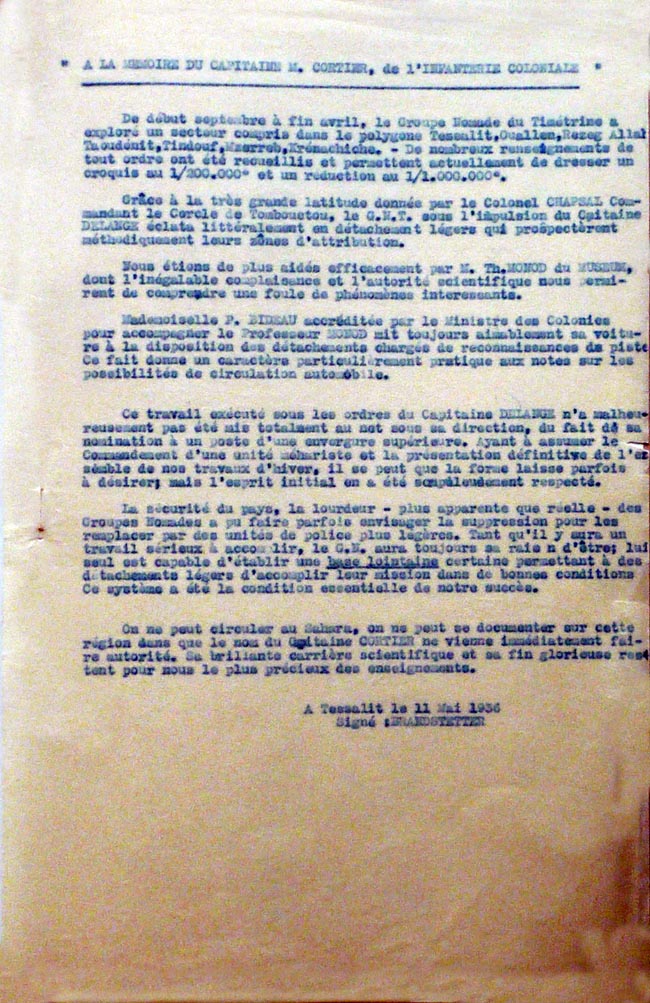 " A LA MEMOIRE DU CAPITAINE M. CORTIER, de l'INFANTERIE COLONIALE "
De début septembre à fin avril, le Groupe Nomade du Timétrine a
exploré un secteur compris dans le polygone Tessalit,Ouallen,Rezeg Allal
Taoudénit,Tindouf,Mzerreb,Krénachiche. - De nombreux renseignements de
tout ordre ont été recueillis et permettent actuellement de dresser un
croquis au 1/200.000° et un réduction au 1/1.000.000°.
Grâce à la très grande latitude donnée par le Colonel CHAPSAL Com-
mandant le Cercle de Tombouctou, le G.N.T. sous l'impulsion du Cpitaine
DELANGE éclata littéralement en détachement légers qui prospectèrent
méthodiquement leurs zônes d'attribution.
Nous étions de plus aidés efficacement par M. Th.MONOD du MUSEUM,
dont l'inégalable complaisance et l'autorité scientifique nous permi-
rent de comprendre une foule de phénomènes interessants.
Mademoiselle P. BIDEAU accréditée par le Ministre des Colonies
pour accompagner le Professeur MONOD mit toujours aimablement sa voitu-
re à la disposition des détachements chargés de reconnaissances de piste
Ce fait donne un caractère particulièrement pratique aux notes sur les
possibilités de circulation automobile.
Ce travail exécuté sous les ordres du Capitaine DELANGE n'a malheu-
reusement pas été mis totalment au net sous sa direction, du fait de sa
nomination à un poste d'une envergure supérieure. Ayant à assumer le
Commandement d'une unité méhariste et la présentation définitive de l'en
semble de nos travaux d'hiver, il se peut que la forme laisse parfois
à désirer; mais l'esprit initial en a été respecté.
La sécurité du pays, la lourdeur - plus apparente que réelle - des
Groupes Nomades a pu faire parfois envisager la suppression pour les
remplacer par des unités de police plus légères. Tant qu'il y aura un
travail sérieux à accomplir, le G.N. aura toujours sa rais n d'être; lui
seul est capable d'établir une base lointaine certaine permettant à des
détachements légers d'accomplir leur mission dans de bonnes conditions
Ce système a été la condition essentielle de notre succès.
On ne peut circuler au Sahara, on ne peut se documenter sur cette
région dans que le nom du Cpitaine CORTIER ne vienne immédiatement fai-
re autorité. Sa brillante carrière scientifique et sa fin glorieuse res
tent pour nous le plus précieux des enseignements.
A Tessalit le 11 Mai 1936
Signé :BRANDSTETTER